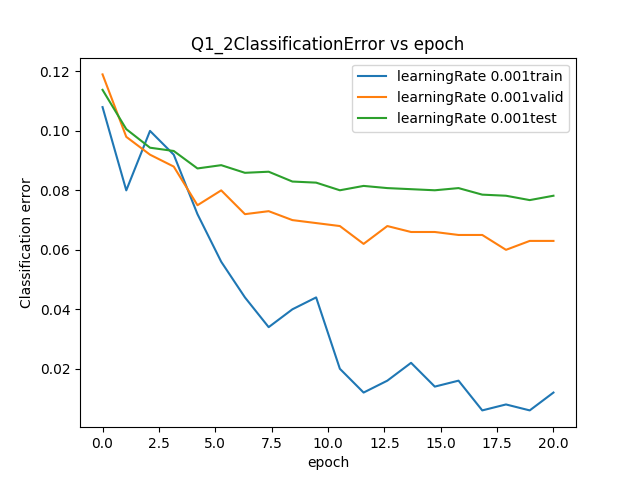 Q1_2ClassificationError vs epoch
learningRate 0.001train
learningRate 0.001valid
learningRate 0.001test
Classification error
0.12
0.10
0.08
0.06
0.04
0.02
0.0 2.5 5.0 7.5 10.0 12.5 15.0 17.5 20.0
epoch